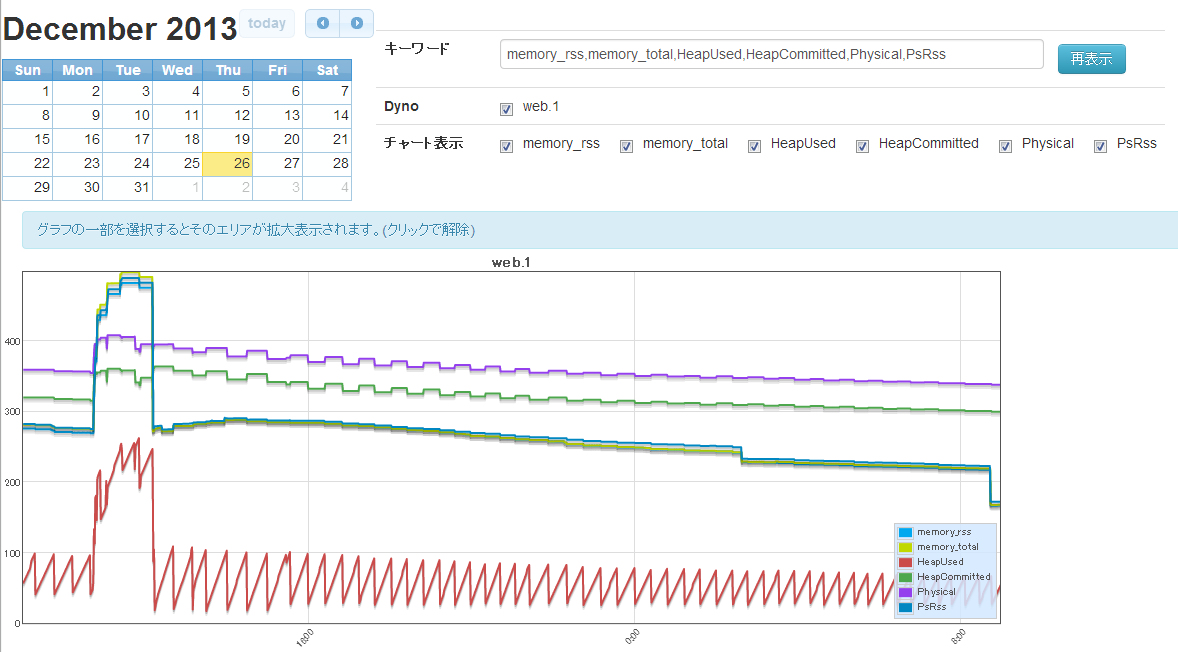 December 2013 today
Sun Mon Tue Wed Thu Fri Sat
1 2 3 4 5 6 7
8 9 10 11 12 13 14
15 16 17 18 19 20 21
22 23 24 25 26 27 28
29 30 31 1 2 3 4
キーワード memory_rss,memory_total,HeapUsed,HeapCommitted,Physical,PsRss 再表示
Dyno web.1
チャート表示 memory_rss memory_total HeapUsed HeapCommitted Physical PsRss
グラフの一部を選択するとそのエリアが拡大表示されます。(クリックで解除)
web.1
400
300
200
100
0
16:00 0:00 8:00
memory_rss
memory_total
HeapUsed
HeapCommitted
Physical
PsRss